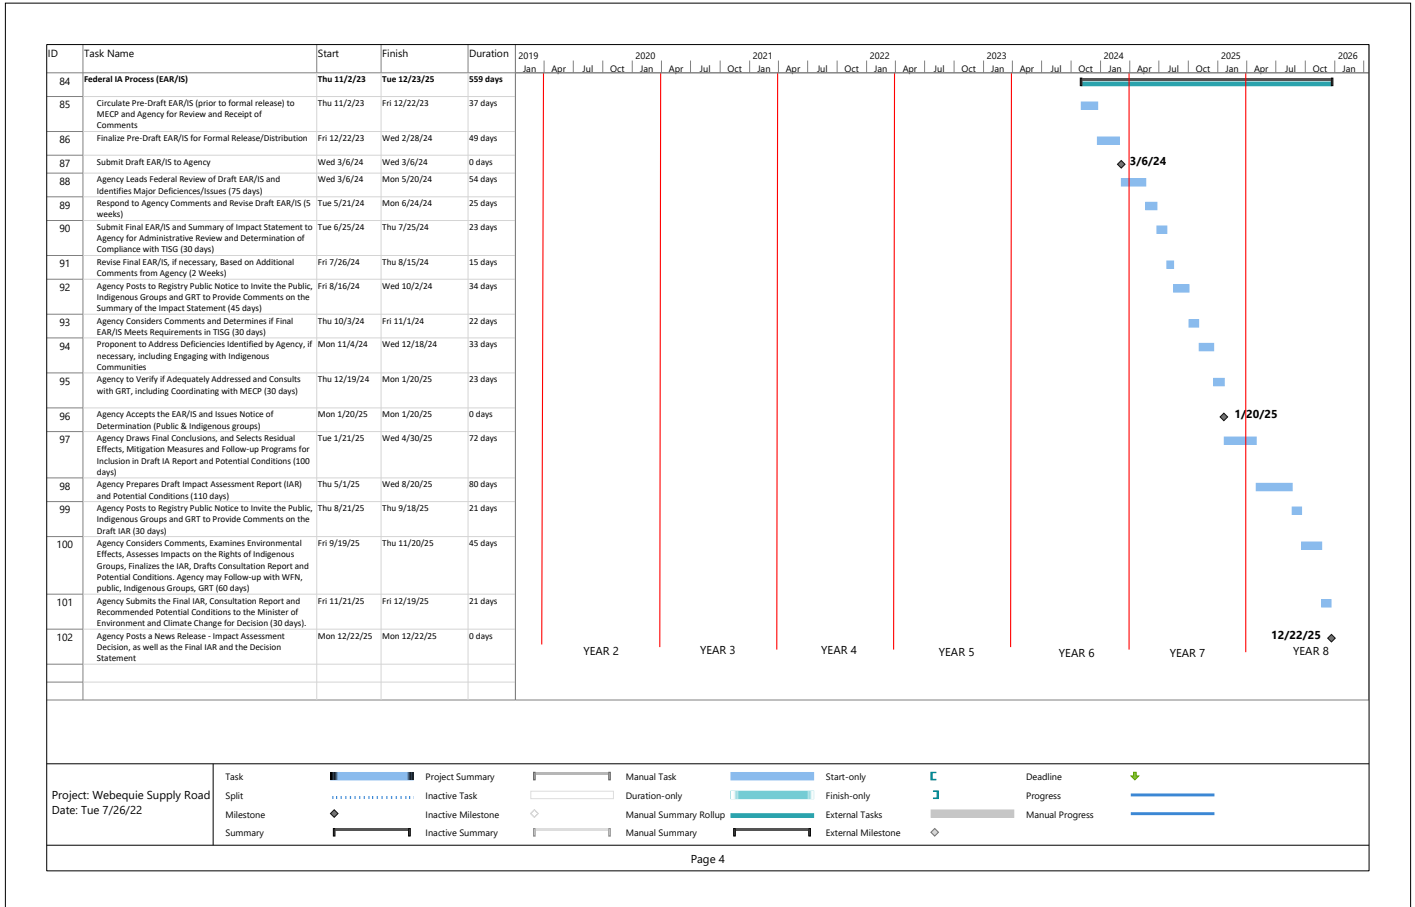 ID Task Name Start Finish Duration 2019 2020 2021 2022 2023 2024 2025 2026
Jan Apr Jul Oct Jan Apr Jul Oct Jan Apr Jul Oct Jan Apr Jul Oct Jan Apr Jul Oct Jan Apr Jul Oct Jan Apr Jul Oct Jan
84 Federal IA Process (EAR/IS) Thu 11/2/23 Tue 12/23/25 559 days
85 Circulate Pre-Draft EAR/IS (prior to formal release) to Thu 11/2/23 Fri 12/22/23 37 days
MECP and Agency for Review and Receipt of
Comments
86 Finalize Pre-Draft EAR/IS for Formal Release/Distribution Fri 12/22/23 Wed 2/28/24 49 days
87 Submit Draft EAR/IS to Agency Wed 3/6/24 Wed 3/6/24 0 days 3/6/24
88 Agency Leads Federal Review of Draft EAR/IS and Wed 3/6/24 Mon 5/20/24 54 days
Identifies Major Deficiences/Issues (75 days)
89 Respond to Agency Comments and Revise Draft EAR/IS (5 Tue 5/21/24 Mon 6/24/24 25 days
weeks)
90 Submit Final EAR/IS and Summary of Impact Statement to Tue 6/25/24 Thu 7/25/24 23 days
Agency for Administrative Review and Determination of
Compliance with TISG (30 days)
91 Revise Final EAR/IS, if necessary, Based on Additional Fri 7/26/24 Thu 8/15/24 15 days
Comments from Agency (2 Weeks)
92 Agency Posts to Registry Public Notice to Invite the Public, Fri 8/16/24 Wed 10/2/24 34 days
Indigenous Groups and GRT to Provide Comments on the
Summary of the Impact Statement (45 days)
93 Agency Considers Comments and Determines if Final Thu 10/3/24 Fri 11/1/24 22 days
EAR/IS Meets Requirements in TISG (30 days)
94 Proponent to Address Deficiencies Identified by Agency, if Mon 11/4/24 Wed 12/18/24 33 days
necessary, including Engaging with Indigenous
Communities
95 Agency to Verify if Adequately Addressed and Consults Thu 12/19/24 Mon 1/20/25 23 days
with GRT, including Coordinating with MECP (30 days)
96 Agency Accepts the EAR/IS and Issues Notice of Mon 1/20/25 Mon 1/20/25 0 days 1/20/25
Determination (Public & Indigenous groups)
97 Agency Draws Final Conclusions, and Selects Residual Tue 1/21/25 Wed 4/30/25 72 days
Effects, Mitigation Measures and Follow-up Programs for
Inclusion in Draft IA Report and Potential Conditions (100
days)
98 Agency Prepares Draft Impact Assessment Report (IAR) Thu 5/1/25 Wed 8/20/25 80 days
and Potential Conditions (110 days)
99 Agency Posts to Registry Public Notice to Invite the Public, Thu 8/21/25 Thu 9/18/25 21 days
Indigenous Groups and GRT to Provide Comments on the
Draft IAR (30 days)
100 Agency Considers Comments, Examines Environmental Fri 9/19/25 Thu 11/20/25 45 days
Effects, Assesses Impacts on the Rights of Indigenous
Groups, Finalizes the IAR, Drafts Consultation Report and
Potential Conditions. Agency may Follow-up with WFN,
public, Indigenous Groups, GRT (60 days)
101 Agency Submits the Final IAR, Consultation Report and Fri 11/21/25 Fri 12/19/25 21 days
Recommended Potential Conditions to the Minister of
Environment and Climate Change for Decision (30 days).
102 Agency Posts a News Release - Impact Assessment Mon 12/22/25 Mon 12/22/25 0 days 12/22/25
Decision, as well as the Final IAR and the Decision
Statement
YEAR 2 YEAR 3 YEAR 4 YEAR 5 YEAR 6 YEAR 7 YEAR 8
Project: Webequie Supply Road
Date: Tue 7/26/22
Task Project Summary Manual Task Start-only Deadline
Split Inactive Task Duration-only Finish-only Progress
Milestone Inactive Milestone Manual Summary Rollup External Tasks Manual Progress
Summary Inactive Summary Manual Summary External Milestone
Page 4